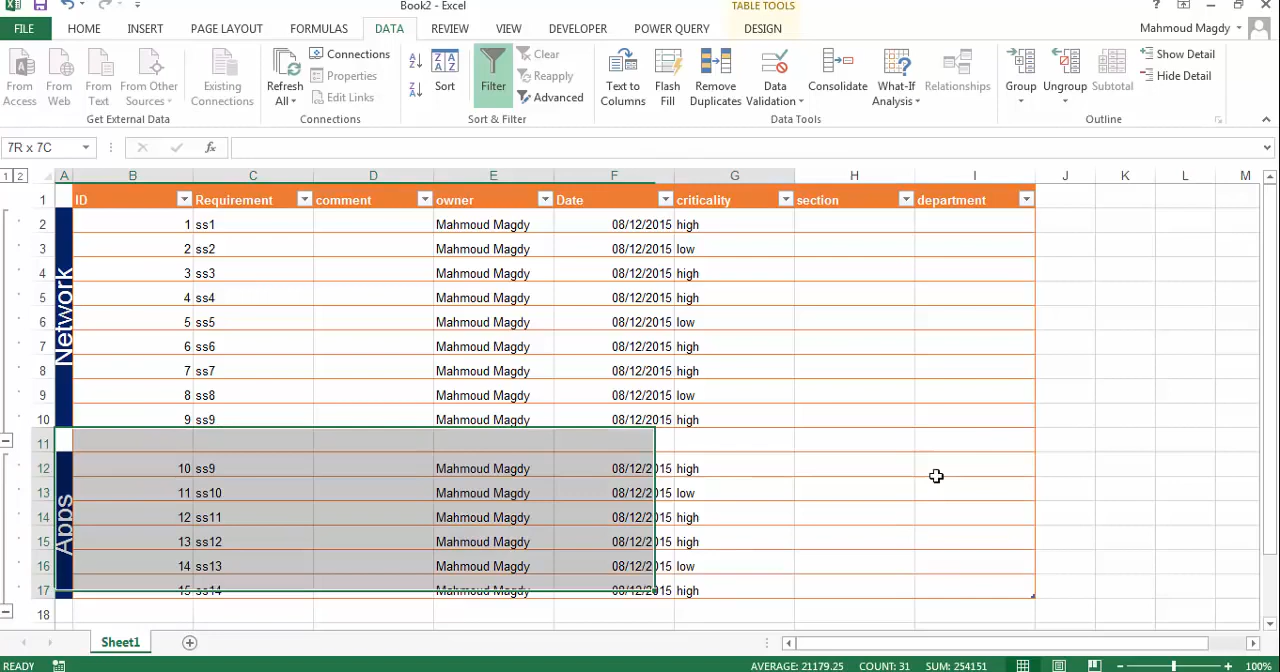 Book2 - Excel
TABLE TOOLS
?
FILE HOME INSERT PAGE LAYOUT FORMULAS DATA REVIEW VIEW DEVELOPER POWER QUERY DESIGN Mahmoud Magdy
From Access
From Web
From Text
From Other Sources
Existing Connections
Refresh All
Connections
Properties
Edit Links
Sort
Filter
Clear
Reapply
Advanced
Text to Columns
Flash Fill
Remove Duplicates
Data Validation
Consolidate
What-If Analysis
Relationships
Group
Ungroup
Subtotal
Show Detail
Hide Detail
Get External Data Connections Sort & Filter Data Tools Outline
7R x 7C fx
1 2 A B C D E F G H I J K L M
1 ID Requirement comment owner Date criticality section department
2 1 ss1 Mahmoud Magdy 08/12/2015 high
3 2 ss2 Mahmoud Magdy 08/12/2015 low
4 3 ss3 Mahmoud Magdy 08/12/2015 high
5 4 ss4 Mahmoud Magdy 08/12/2015 high
6 5 ss5 Mahmoud Magdy 08/12/2015 low
7 6 ss6 Mahmoud Magdy 08/12/2015 high
8 7 ss7 Mahmoud Magdy 08/12/2015 high
9 8 ss8 Mahmoud Magdy 08/12/2015 low
10 9 ss9 Mahmoud Magdy 08/12/2015 high
Network
11
12 10 ss9 Mahmoud Magdy 08/12/2015 high
13 11 ss10 Mahmoud Magdy 08/12/2015 low
14 12 ss11 Mahmoud Magdy 08/12/2015 high
15 13 ss12 Mahmoud Magdy 08/12/2015 high
16 14 ss13 Mahmoud Magdy 08/12/2015 low
17 15 ss14 Mahmoud Magdy 08/12/2015 high
Apps
18
Sheet1
READY AVERAGE: 21179.25 COUNT: 31 SUM: 254151 100%